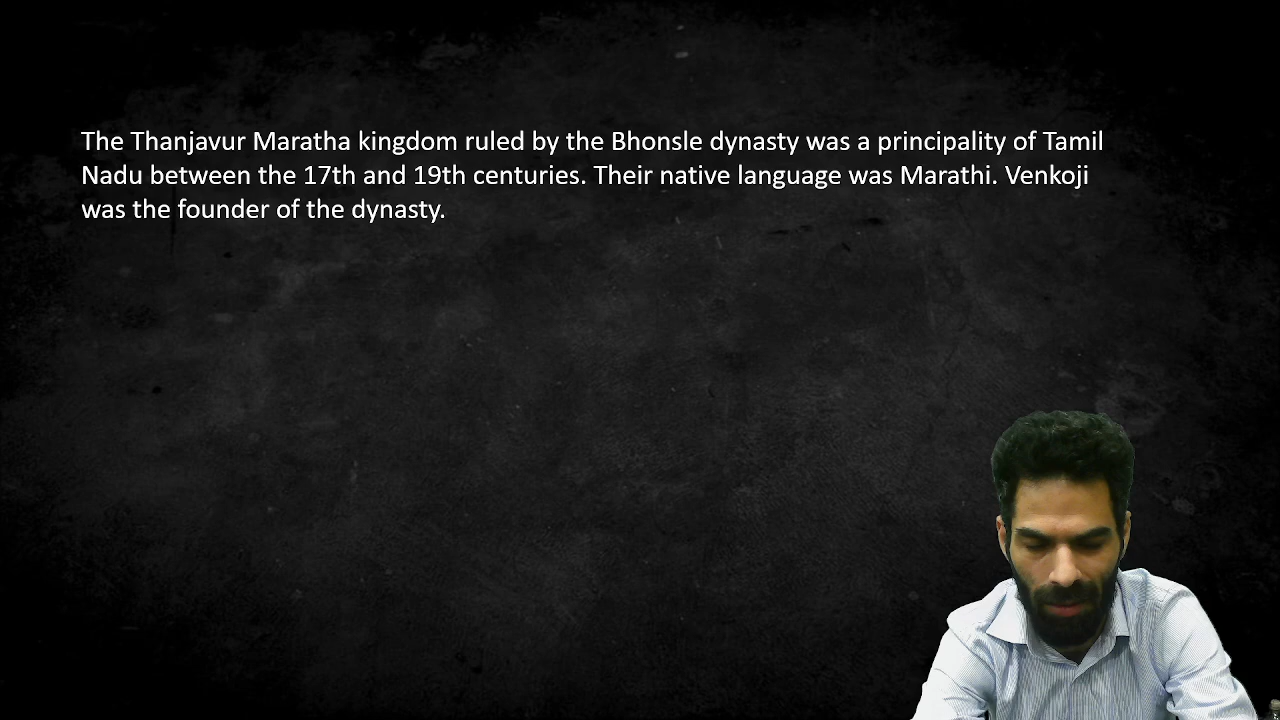 The Thanjavur Maratha kingdom ruled by the Bhonsle dynasty was a principality of Tamil
Nadu between the 17th and 19th centuries. Their native language was Marathi. Venkoji
was the founder of the dynasty.